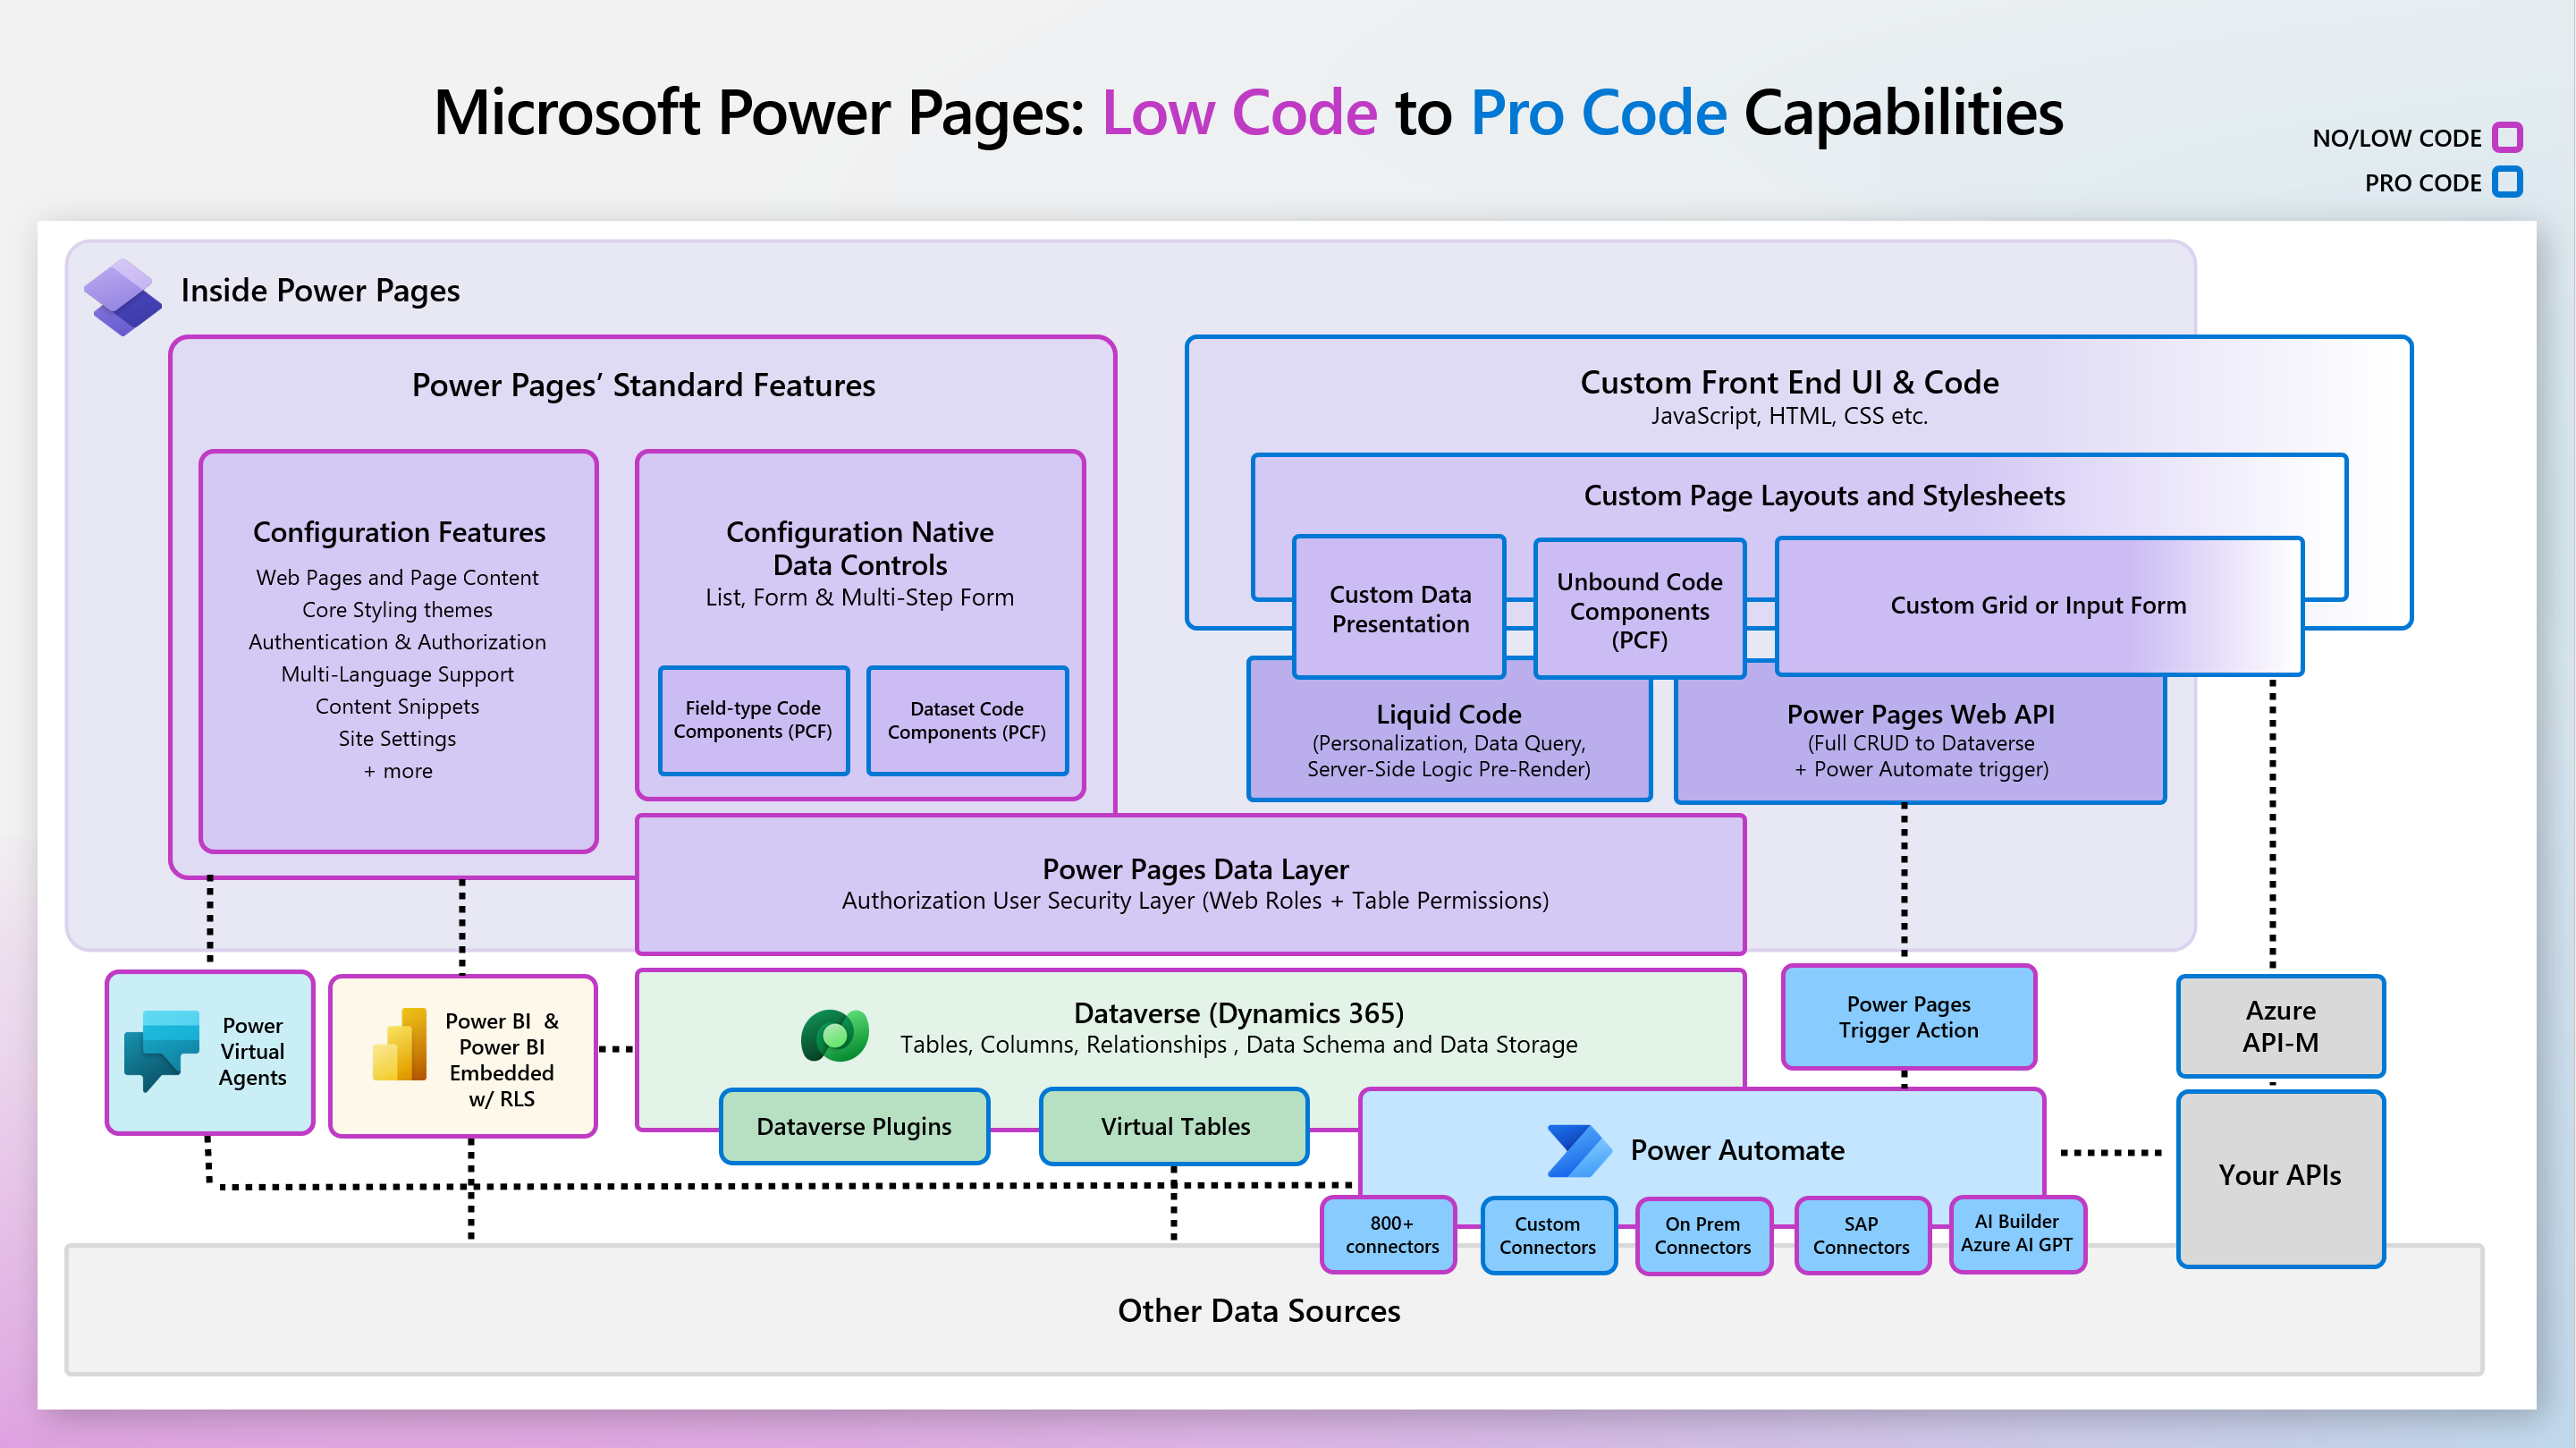 Microsoft Power Pages: Low Code to Pro Code Capabilities
NO/LOW CODE
PRO CODE
Inside Power Pages
Power Pages’ Standard Features
Configuration Features
Web Pages and Page Content
Core Styling themes
Authentication & Authorization
Multi-Language Support
Content Snippets
Site Settings
+ more
Configuration Native
Data Controls
List, Form & Multi-Step Form
Field-type Code
Components (PCF)
Dataset Code
Components (PCF)
Custom Front End UI & Code
JavaScript, HTML, CSS etc.
Custom Page Layouts and Stylesheets
Custom Data
Presentation
Unbound Code
Components
(PCF)
Custom Grid or Input Form
Liquid Code
(Personalization, Data Query,
Server-Side Logic Pre-Render)
Power Pages Web API
(Full CRUD to Dataverse
+ Power Automate trigger)
Power Pages Data Layer
Authorization User Security Layer (Web Roles + Table Permissions)
Power
Virtual
Agents
Power BI &
Power BI
Embedded
w/ RLS
Dataverse (Dynamics 365)
Tables, Columns, Relationships , Data Schema and Data Storage
Dataverse Plugins
Virtual Tables
Power Pages
Trigger Action
Azure
API-M
Power Automate
Your APIs
800+
connectors
Custom
Connectors
On Prem
Connectors
SAP
Connectors
AI Builder
Azure AI GPT
Other Data Sources